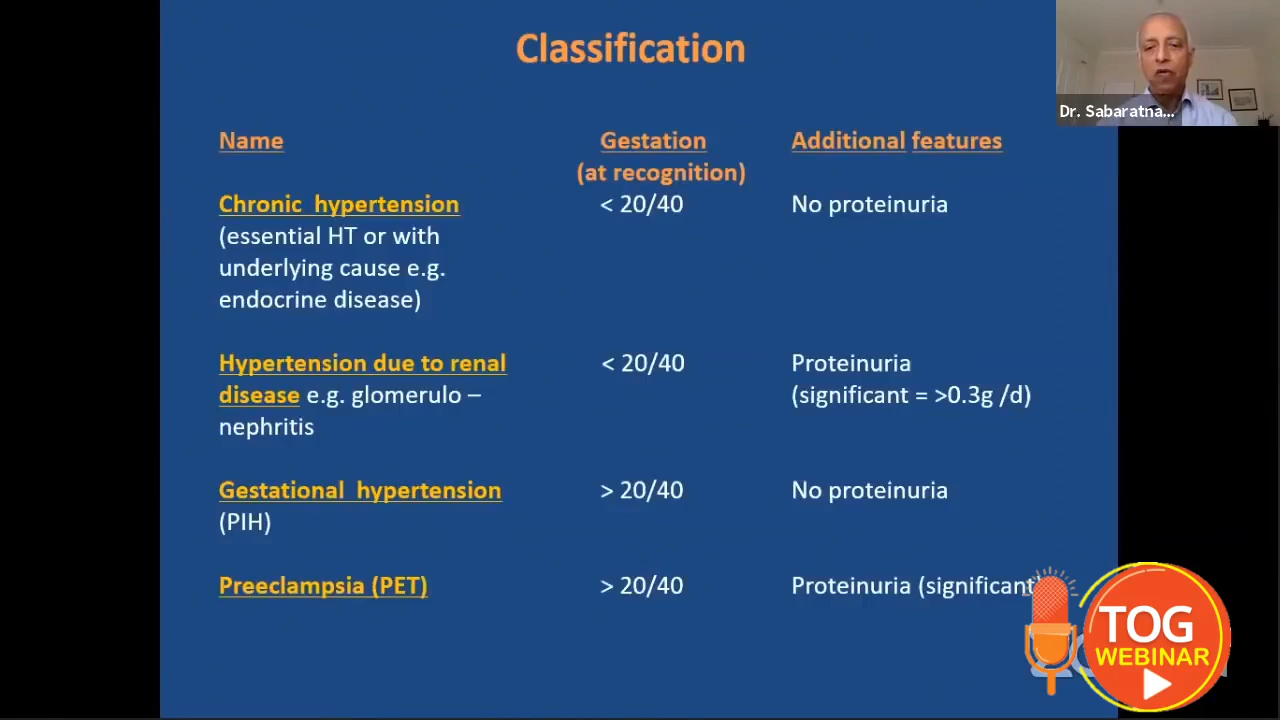 Classification
Dr. Sabaratna...
Name
Gestation
(at recognition)
Additional features
Chronic hypertension
(essential HT or with
underlying cause e.g.
endocrine disease)
< 20/40
No proteinuria
Hypertension due to renal
disease e.g. glomerulo –
nephritis
< 20/40
Proteinuria
(significant = >0.3g /d)
Gestational hypertension
(PIH)
> 20/40
No proteinuria
Preeclampsia (PET)
> 20/40
Proteinuria (significant)
TOG
WEBINAR